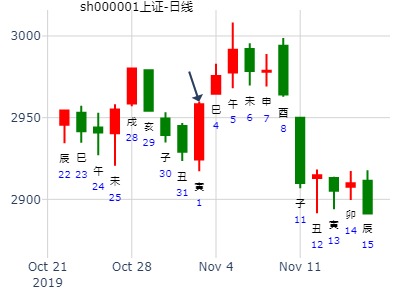 sh000001上证-日线
3000
2950
2900
辰
22
巳
23
午
24
未
25
戌
28
亥
29
子
30
丑
31
寅
1
巳
4
午
5
未
6
申
7
酉
8
子
11
丑
12
寅
13
卯
14
辰
15
Oct 21
2019
Oct 28
Nov 4
Nov 11